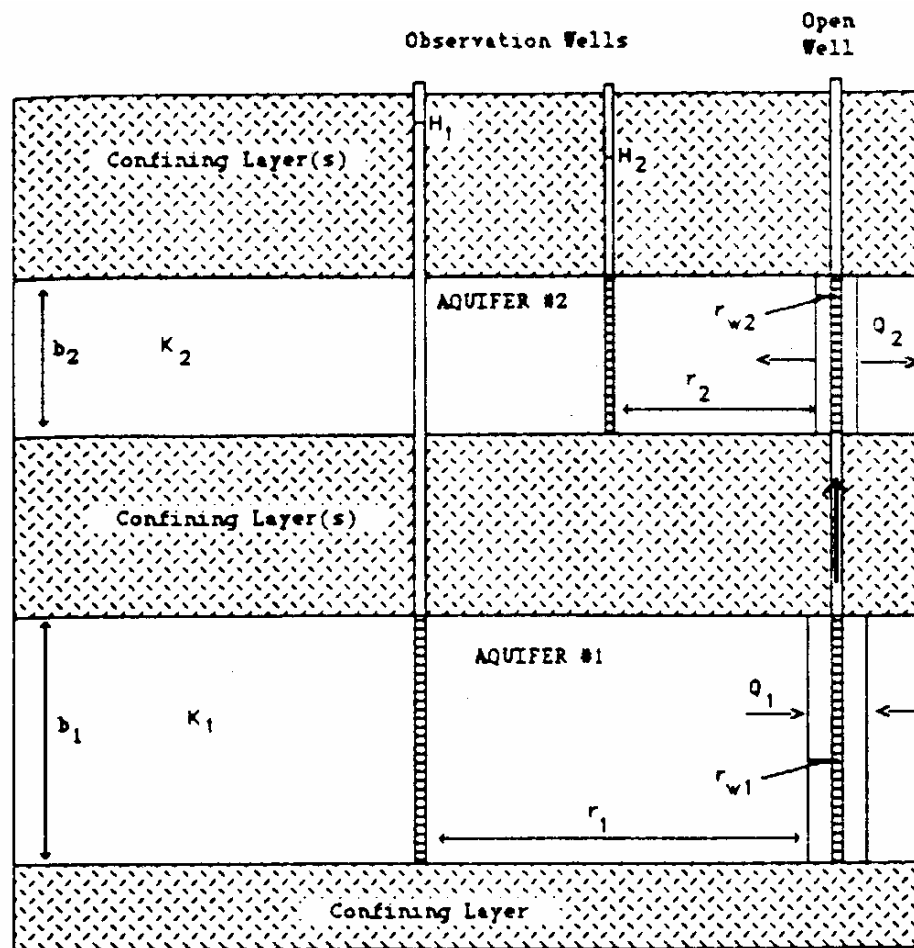 Observation Wells
Open
Well
H1
H2
Confining Layer(s)
AQUIFER #2
rw2
Q2
b2
K2
r2
Confining Layer(s)
AQUIFER #1
Q1
b1
K1
rw1
r1
Confining Layer